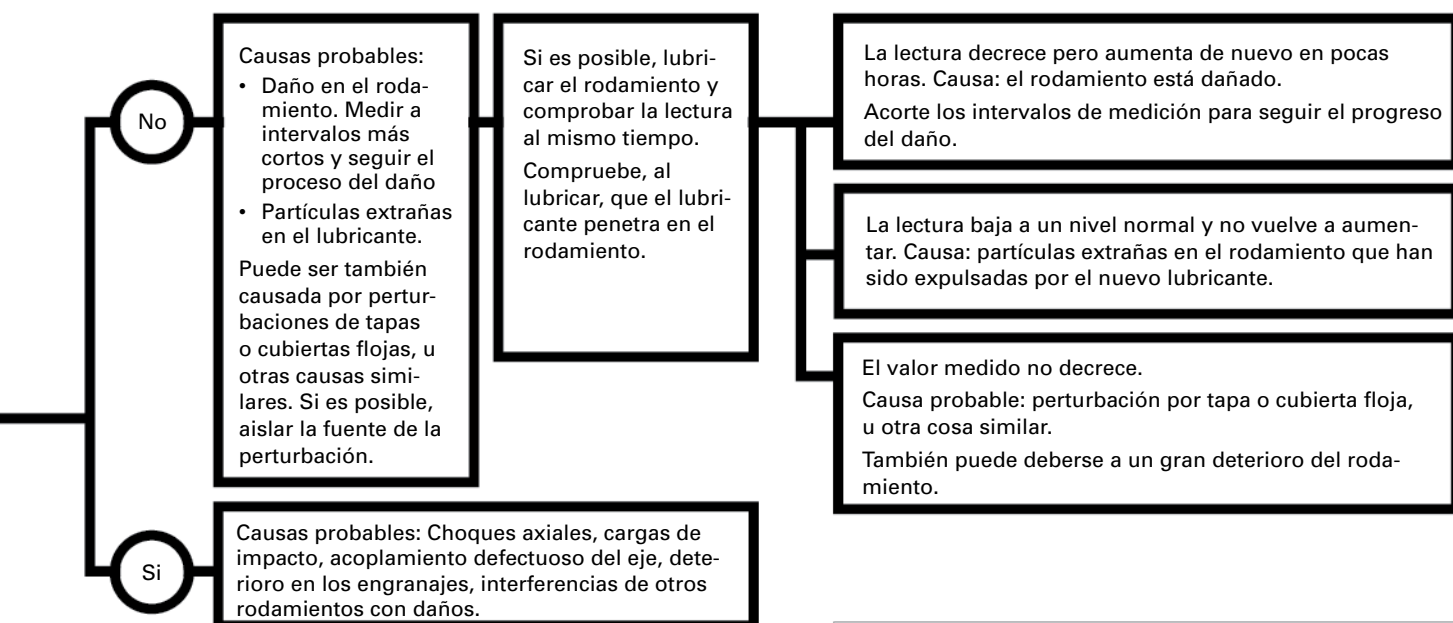 No
Causas probables:
• Daño en el roda-
miento. Medir a
intervalos más
cortos y seguir el
proceso del daño
• Partículas extrañas
en el lubricante.
Puede ser también
causada por pertur-
baciones de tapas
o cubiertas flojas, u
otras causas simi-
lares. Si es posible,
aislar la fuente de la
perturbación.
Si es posible, lubri-
car el rodamiento y
comprobar la lectura
al mismo tiempo.
Compruebe, al
lubricar, que el lubri-
cante penetra en el
rodamiento.
La lectura decrece pero aumenta de nuevo en pocas
horas. Causa: el rodamiento está dañado.
Acorte los intervalos de medición para seguir el progreso
del daño.
La lectura baja a un nivel normal y no vuelve a aumen-
tar. Causa: partículas extrañas en el rodamiento que han
sido expulsadas por el nuevo lubricante.
El valor medido no decrece.
Causa probable: perturbación por tapa o cubierta floja,
u otra cosa similar.
También puede deberse a un gran deterioro del roda-
miento.
Si
Causas probables: Choques axiales, cargas de
impacto, acoplamiento defectuoso del eje, dete-
rioro en los engranajes, interferencias de otros
rodamientos con daños.